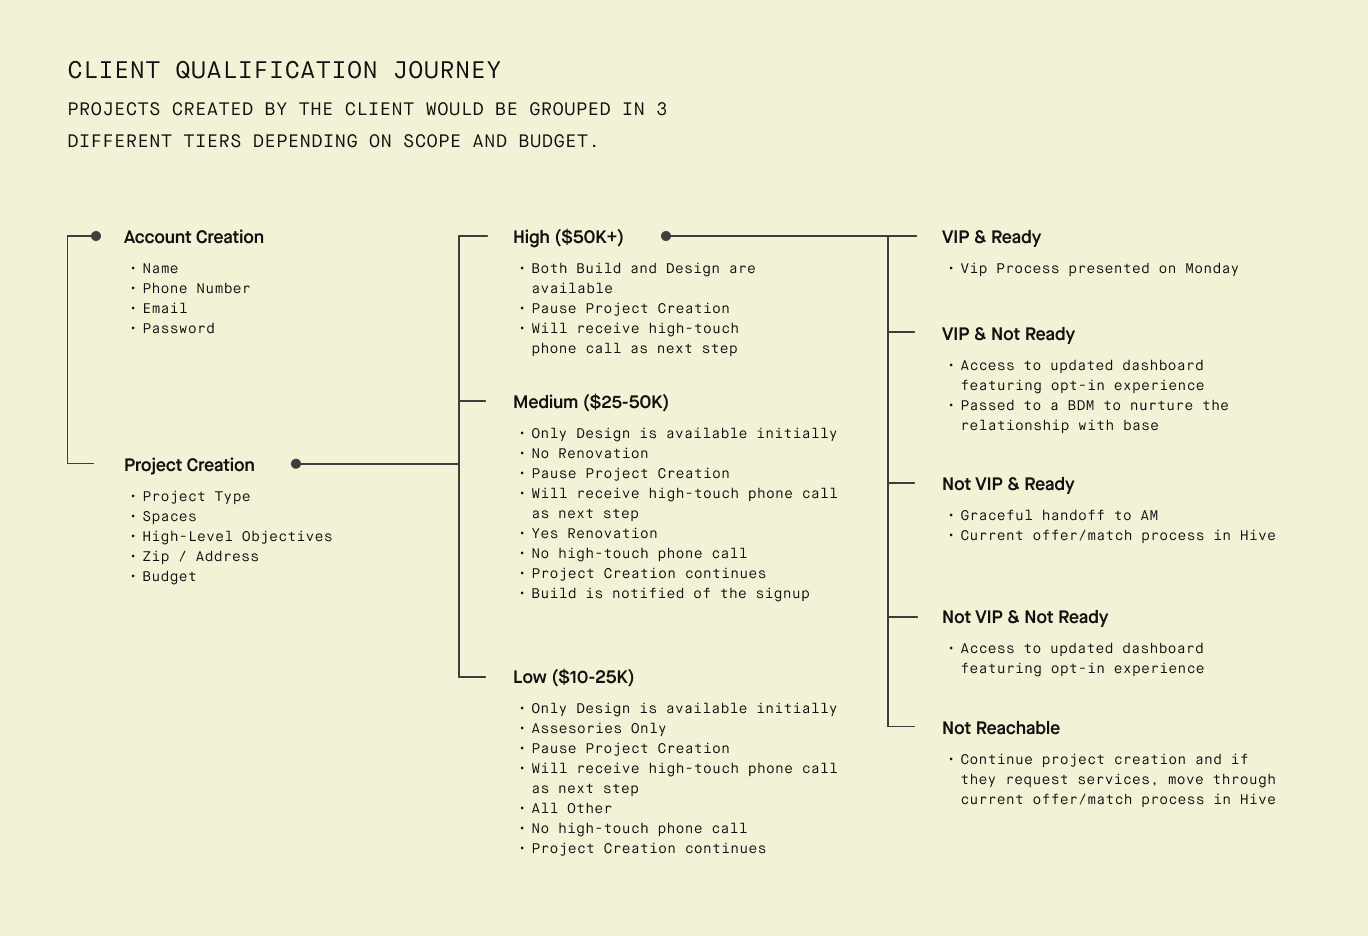 CLIENT QUALIFICATION JOURNEY
PROJECTS CREATED BY THE CLIENT WOULD BE GROUPED IN 3
DIFFERENT TIERS DEPENDING ON SCOPE AND BUDGET.
Account Creation
· Name
· Phone Number
· Email
· Password
Project Creation
· Project Type
· Spaces
· High-Level Objectives
· Zip / Address
· Budget
High ($50K+)
· Both Build and Design are
available
· Pause Project Creation
· Will receive high-touch
phone call as next step
Medium ($25-50K)
· Only Design is available initially
· No Renovation
· Pause Project Creation
· Will receive high-touch phone call
as next step
· Yes Renovation
· No high-touch phone call
· Project Creation continues
· Build is notified of the signup
Low ($10-25K)
· Only Design is available initially
· Assesories Only
· Pause Project Creation
· Will receive high-touch phone call
as next step
· All Other
· No high-touch phone call
· Project Creation continues
VIP & Ready
· Vip Process presented on Monday
VIP & Not Ready
· Access to updated dashboard
featuring opt-in experience
· Passed to a BDM to nurture the
relationship with base
Not VIP & Ready
· Graceful handoff to AM
· Current offer/match process in Hive
Not VIP & Not Ready
· Access to updated dashboard
featuring opt-in experience
Not Reachable
· Continue project creation and if
they request services, move through
current offer/match process in Hive